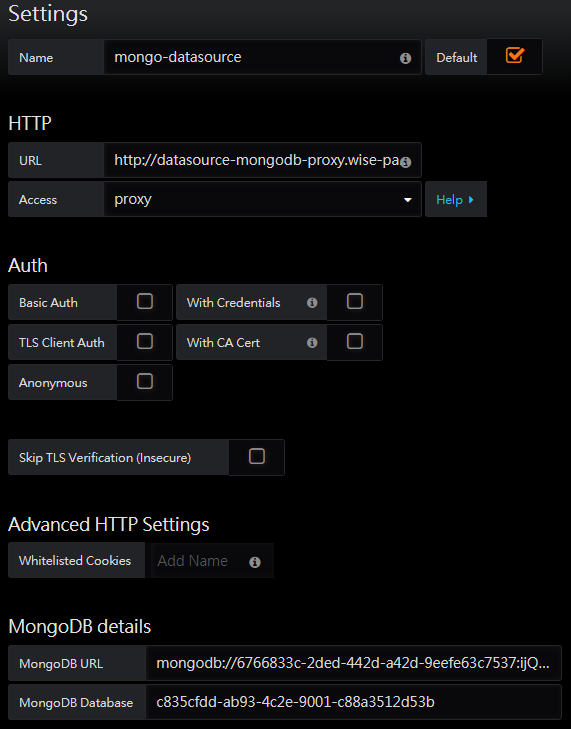 Settings
Name mongo-datasource Default
HTTP
URL http://datasource-mongodb-proxy.wise-pa
Access proxy Help
Auth
Basic Auth With Credentials
TLS Client Auth With CA Cert
Anonymous
Skip TLS Verification (Insecure)
Advanced HTTP Settings
Whitelisted Cookies Add Name
MongoDB details
MongoDB URL mongodb://6766833c-2ded-442d-a42d-9eefe63c7537:ijQ...
MongoDB Database c835cfdd-ab93-4c2e-9001-c88a3512d53b